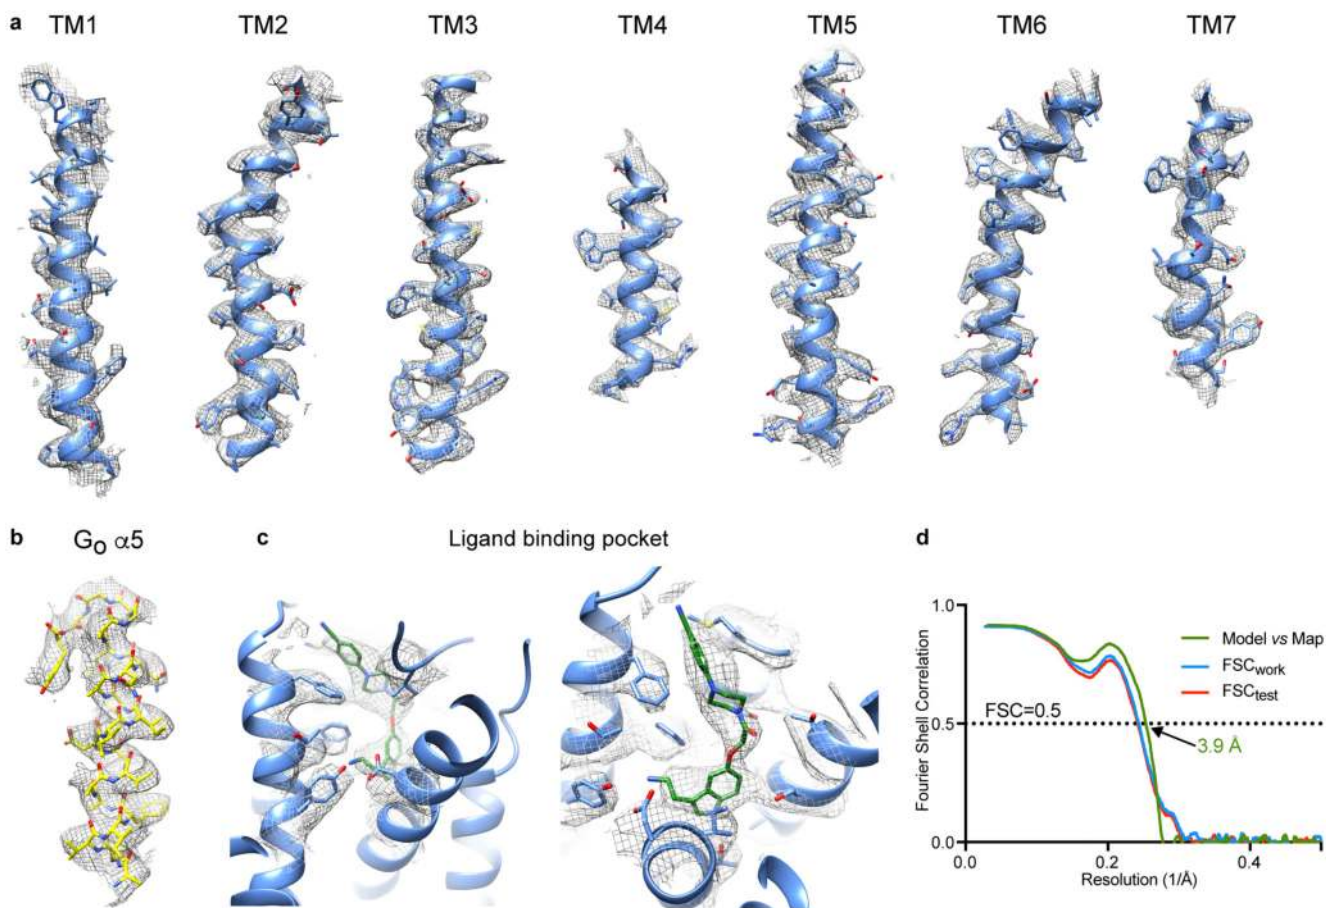 a TM1 TM2 TM3 TM4 TM5 TM6 TM7
b Go α5
c Ligand binding pocket
d
1.0
Model vs Map
FSCwork
FSCtest
FSC=0.5
0.5
3.9 Å
Fourier Shell Correlation
0.0
0.0 0.2 0.4
Resolution (1/Å)